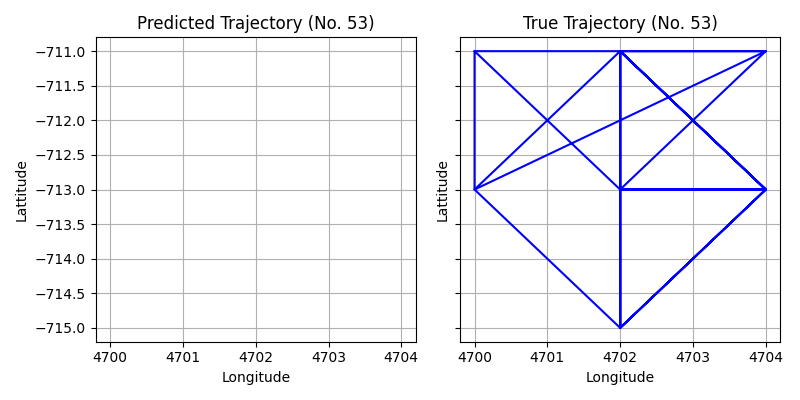 Predicted Trajectory (No. 53)
True Trajectory (No. 53)
−711.0
−711.5
−712.0
−712.5
−713.0
−713.5
−714.0
−714.5
−715.0
Lattitude
Lattitude
4700 4701 4702 4703 4704
4700 4701 4702 4703 4704
Longitude
Longitude